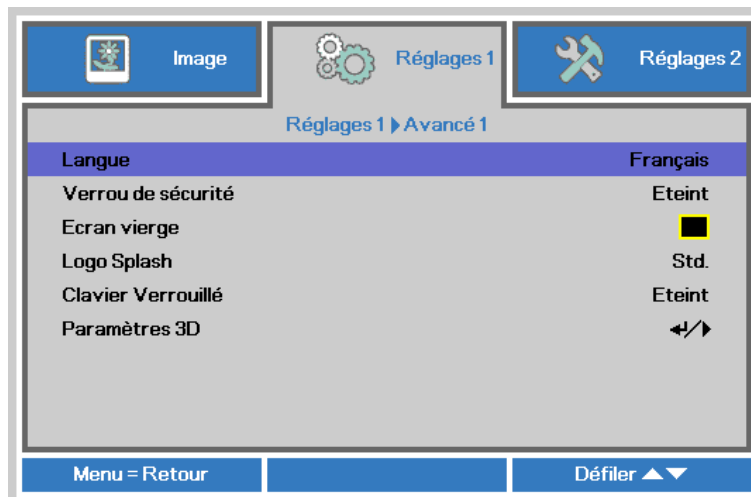 Image
Réglages 1
Réglages 2
Réglages 1 Avancé 1
Langue Français
Verrou de sécurité Eteint
Ecran vierge
Logo Splash Std.
Clavier Verrouillé Eteint
Paramètres 3D /
Menu = Retour
Défiler